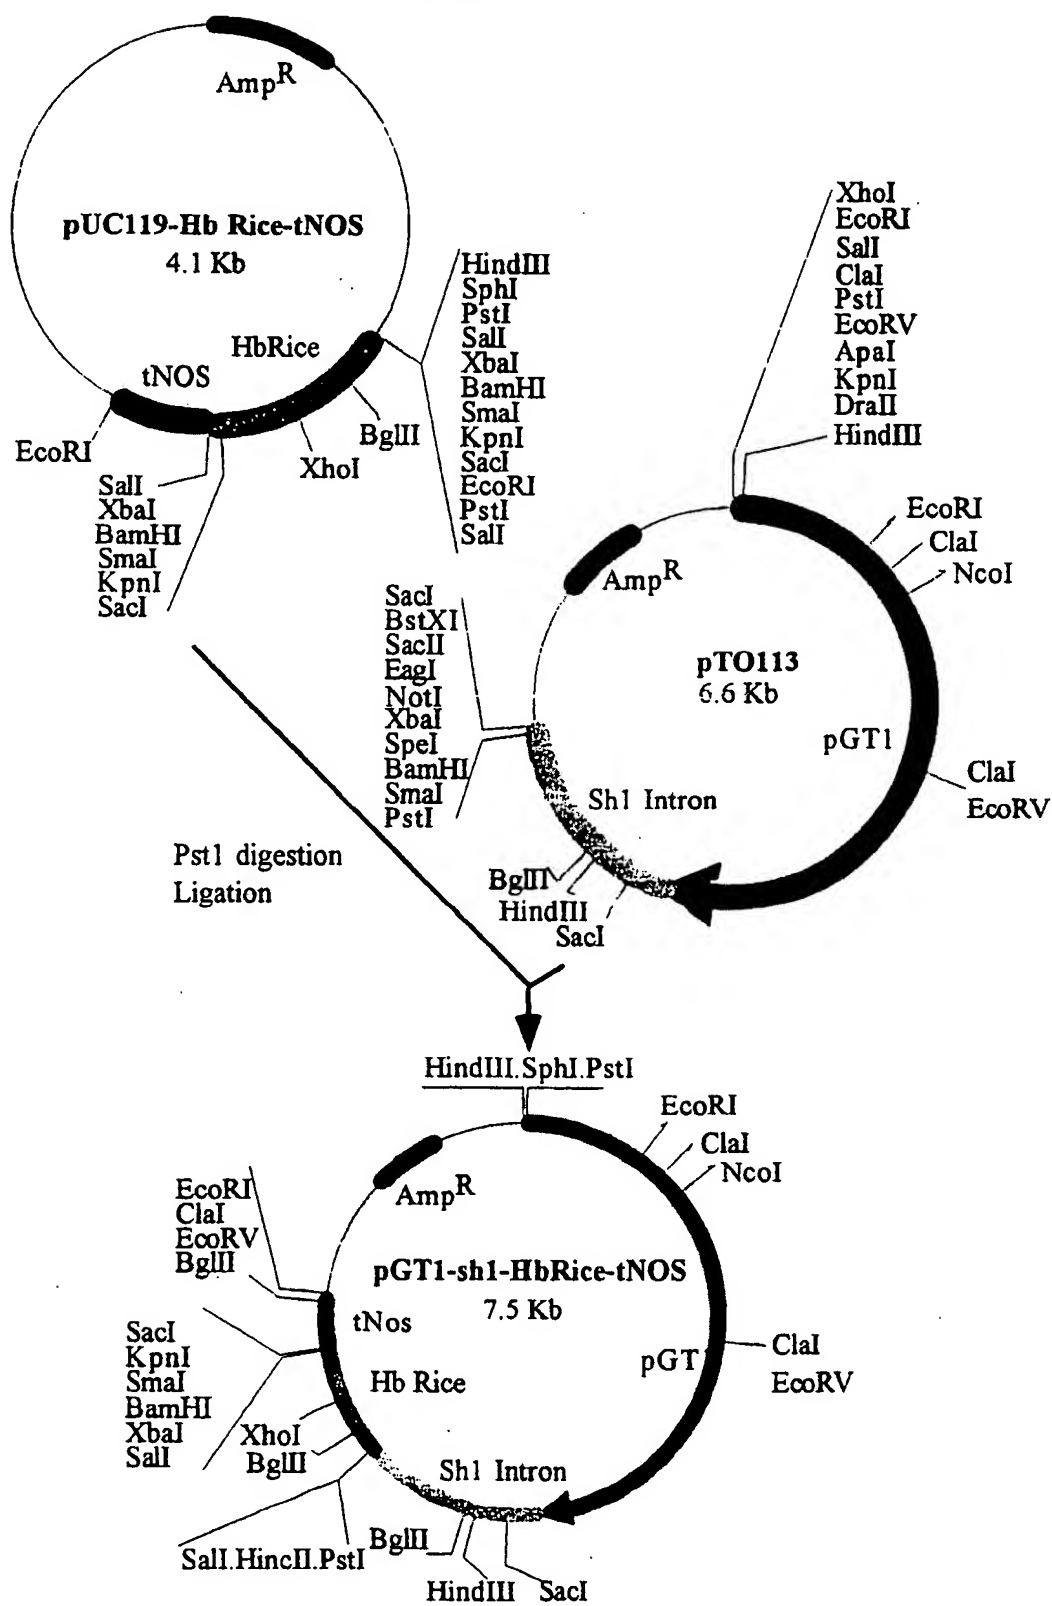 AmpR
pUC119-Hb Rice-tNOS
4.1 Kb
HbRice
tNOS
EcoRI
SalI
XbaI
BamHI
SmaI
KpnI
SacI
XhoI
BglII
HindIII
SphI
PstI
SalI
XbaI
BamHI
SmaI
KpnI
SacI
EcoRI
PstI
SalI
XhoI
EcoRI
SalI
ClaI
PstI
EcoRV
ApaI
KpnI
DraII
HindIII
EcoRI
ClaI
NcoI
AmpR
pTO113
6.6 Kb
pGT1
ClaI
EcoRV
SacI
BstXI
SacII
EagI
NotI
XbaI
SpeI
BamHI
SmaI
PstI
Sh1 Intron
BglII
HindIII
SacI
Pst1 digestion
Ligation
HindIII.SphI.PstI
EcoRI
ClaI
NcoI
AmpR
EcoRI
ClaI
EcoRV
BglII
pGT1-sh1-HbRice-tNOS
7.5 Kb
tNos
SacI
KpnI
SmaI
BamHI
XbaI
SalI
Hb Rice
pGT
ClaI
EcoRV
XhoI
BglII
Sh1 Intron
SalI.HincII.PstI
BglII
HindIII
SacI